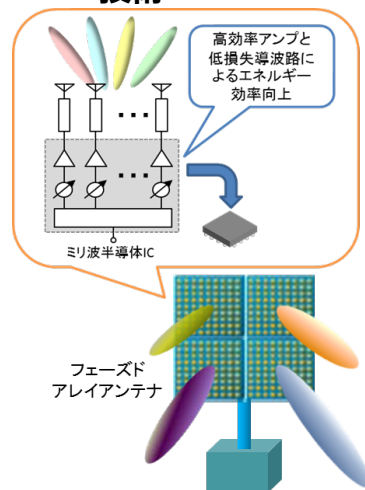 技術
高効率アンプと
低損失導波路に
よるエネルギー
効率向上
ミリ波半導体IC
フェーズド
アレイアンテナ